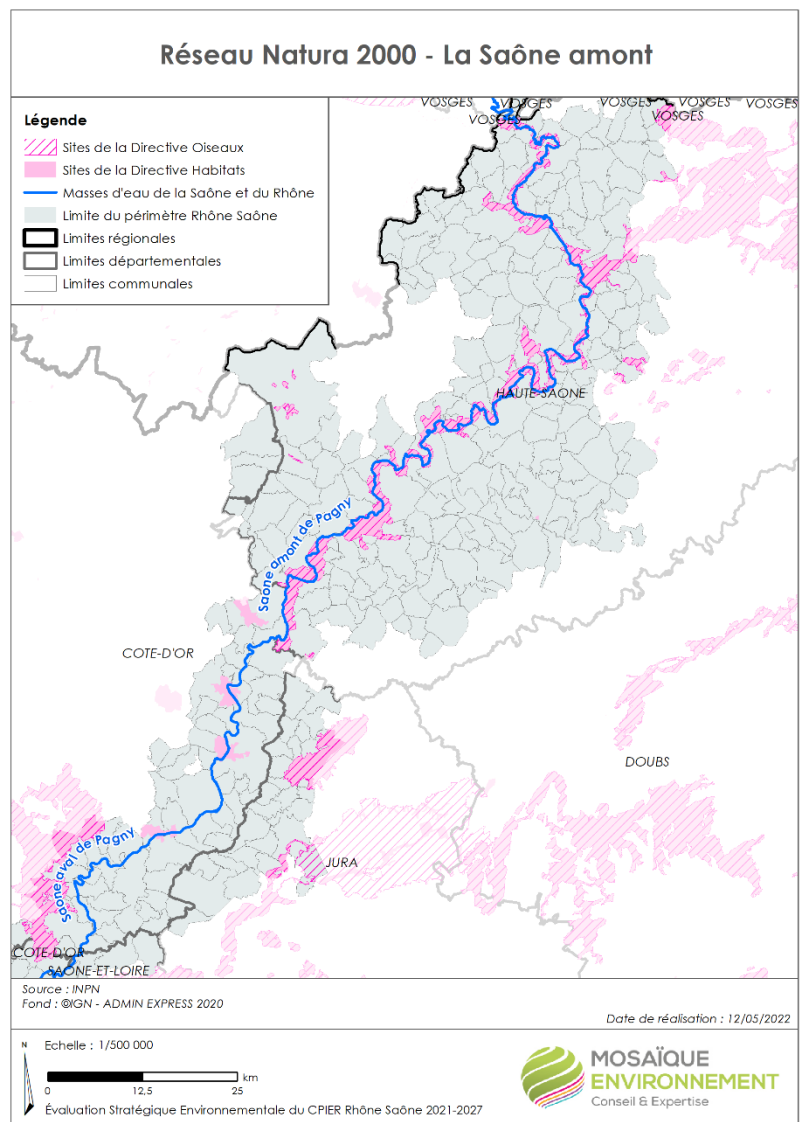 Réseau Natura 2000 - La Saône amont
Légende
Sites de la Directive Oiseaux
Sites de la Directive Habitats
Masses d'eau de la Saône et du Rhône
Limite du périmètre Rhône Saône
Limites régionales
Limites départementales
Limites communales
VOSGES
VOSGES
VOSGES
VOSGES
VOSGES
VOSGES
VOSGES
HAUTE-SAONE
Saône amont de Pagny
COTE-D'OR
DOUBS
Saône aval de Pagny
JURA
COTE-D'OR
SAONE-ET-LOIRE
Source : INPN
Fond : ©IGN - ADMIN EXPRESS 2020
Date de réalisation : 12/05/2022
N
Echelle : 1/500 000
km
0 12,5 25
Évaluation Stratégique Environnementale du CPIER Rhône Saône 2021-2027
MOSAÏQUE
ENVIRONNEMENT
Conseil & Expertise